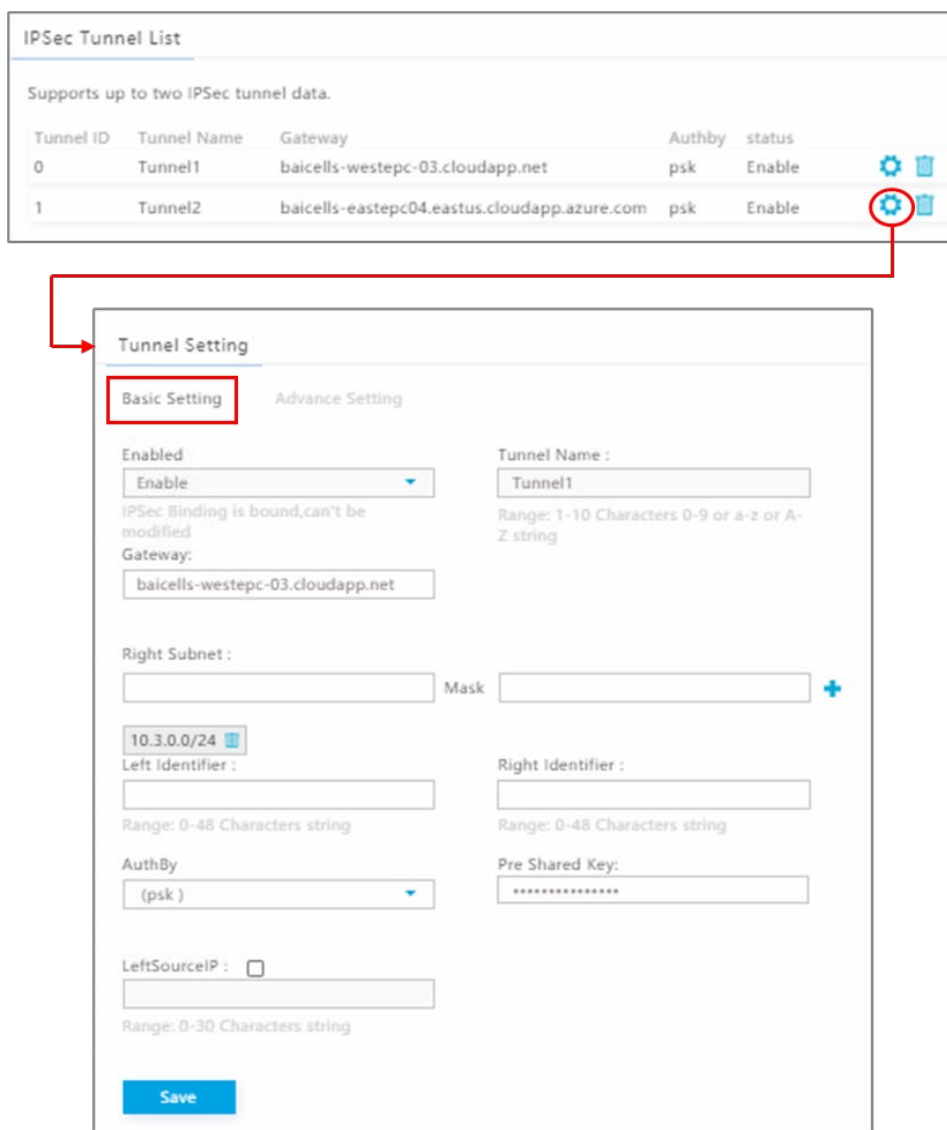 IPSec Tunnel List
Supports up to two IPSec tunnel data.
Tunnel ID Tunnel Name Gateway Authby status
0 Tunnel1 baicells-westepc-03.cloudapp.net psk Enable
1 Tunnel2 baicells-eastepc04.eastus.cloudapp.azure.com psk Enable
Tunnel Setting
Basic Setting Advance Setting
Enabled Tunnel Name :
Enable Tunnel1
IPSec Binding is bound,can't be Range: 1-10 Characters 0-9 or a-z or A-
modified Z string
Gateway:
baicells-westepc-03.cloudapp.net
Right Subnet :
Mask
10.3.0.0/24
Left Identifier : Right Identifier :
Range: 0-48 Characters string Range: 0-48 Characters string
AuthBy Pre Shared Key:
(psk ) •••••••••••••••
LeftSourceIP :
Range: 0-30 Characters string
Save